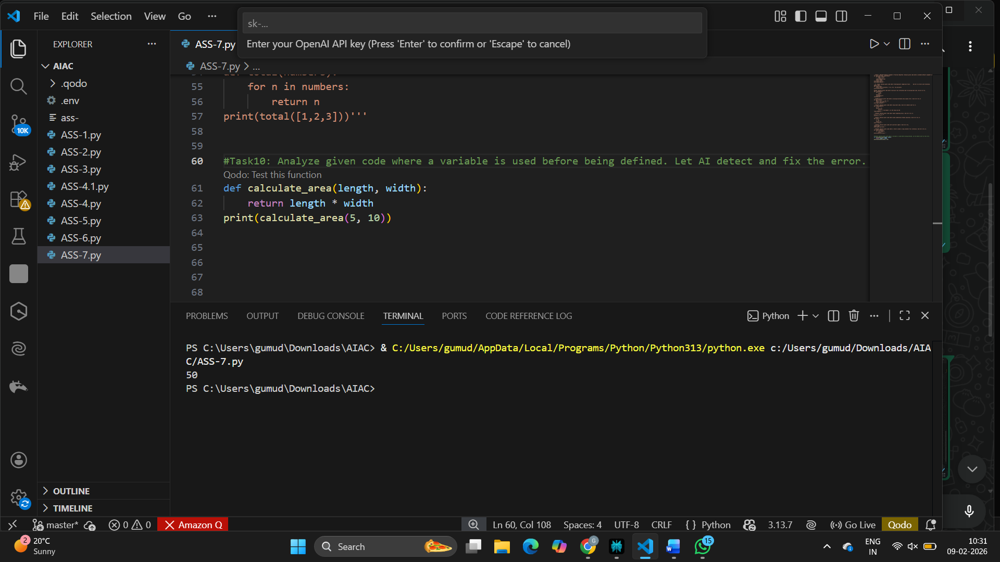 File Edit Selection View Go
sk-...
Enter your OpenAI API key (Press 'Enter' to confirm or 'Escape' to cancel)
EXPLORER
ASS-7.py
AIAC
ASS-7.py > ...
.qodo
.env
ass-
ASS-1.py
ASS-2.py
ASS-3.py
ASS-4.1.py
ASS-4.py
ASS-5.py
ASS-6.py
ASS-7.py
10K
55 for n in numbers:
56 return n
57 print(total([1,2,3]))'''
58
59
60 #Task10: Analyze given code where a variable is used before being defined. Let AI detect and fix the error.
Qodo: Test this function
61 def calculate_area(length, width):
62 return length * width
63 print(calculate_area(5, 10))
64
65
66
67
68
PROBLEMS OUTPUT DEBUG CONSOLE TERMINAL PORTS CODE REFERENCE LOG
Python
PS C:\Users\gumud\Downloads\AIAC> & C:/Users/gumud/AppData/Local/Programs/Python/Python313/python.exe c:/Users/gumud/Downloads/AIA
C/ASS-7.py
50
PS C:\Users\gumud\Downloads\AIAC>
OUTLINE
TIMELINE
master* 0 0 Amazon Q Ln 60, Col 108 Spaces: 4 UTF-8 CRLF { } Python 3.13.7 Go Live Qodo
2 20°C
Sunny
Search
G
15
ENG
IN
10:31
09-02-2026